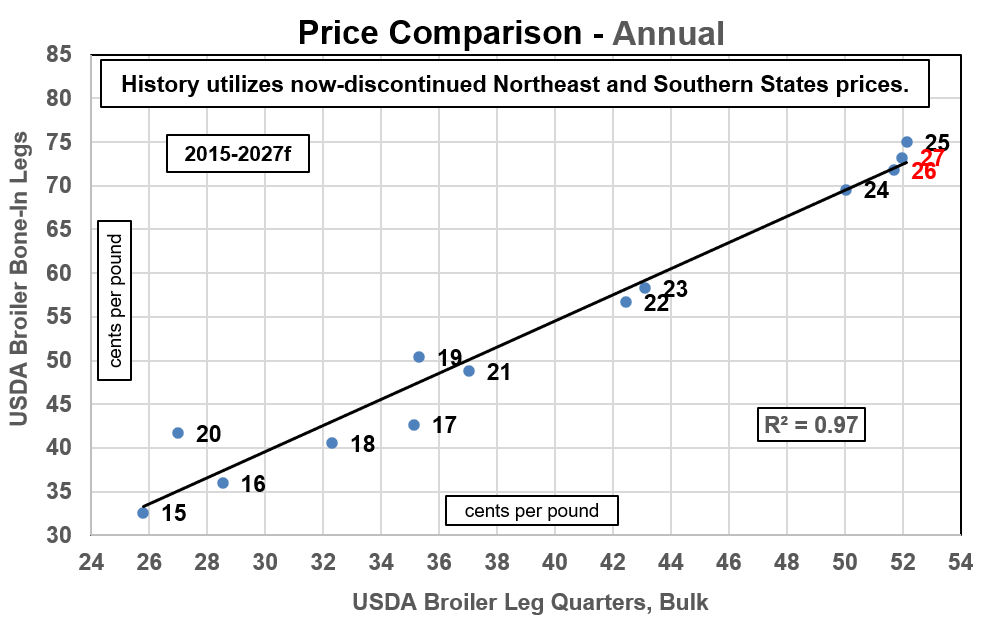 Price Comparison - Annual
History utilizes now-discontinued Northeast and Southern States prices.
2015-2027f
USDA Broiler Bone-In Legs
cents per pound
85
80
75
70
65
60
55
50
45
40
35
30
25
27
26
24
23
22
19
21
20
17
18
16
15
R² = 0.97
cents per pound
24 26 28 30 32 34 36 38 40 42 44 46 48 50 52 54
USDA Broiler Leg Quarters, Bulk